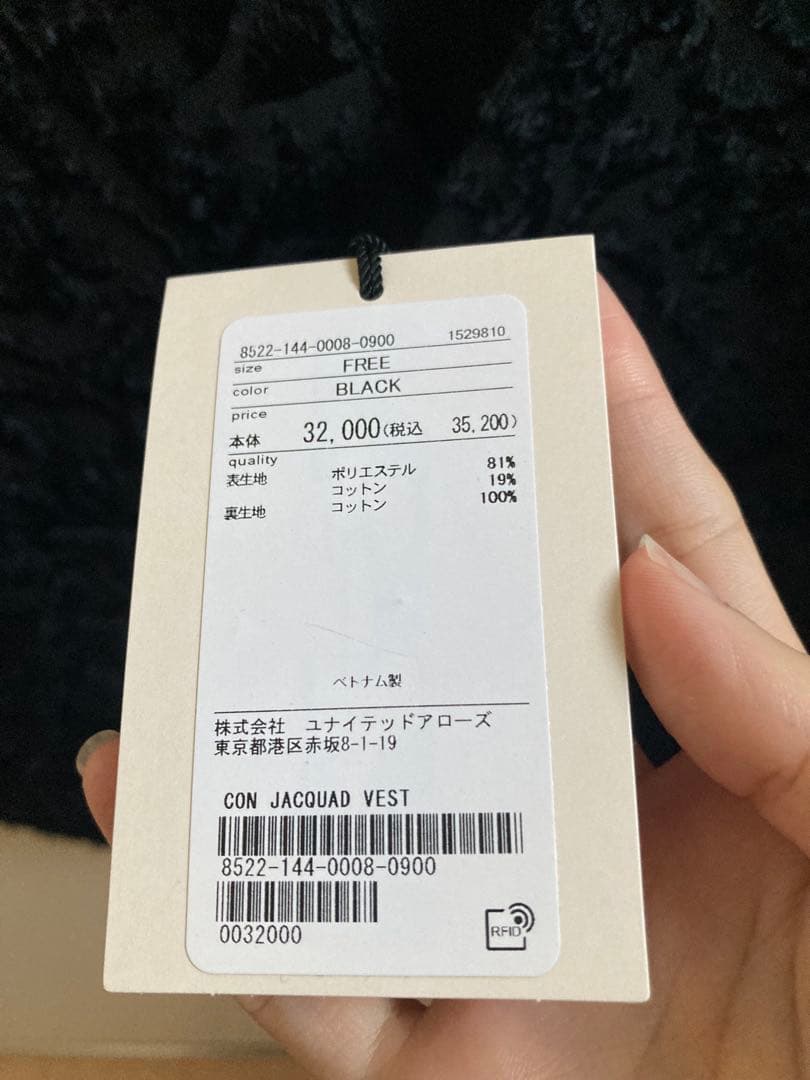 8522-144-0008-0900 1529810
size FREE
color BLACK
price
本体 32,000(税込 35,200)
quality
表生地 ポリエステル 81%
コットン 19%
裏生地 コットン 100%
ベトナム製
株式会社 ユナイテッドアローズ
東京都港区赤坂8-1-19
CON JACQUAD VEST
8522-144-0008-0900
0032000
RFID